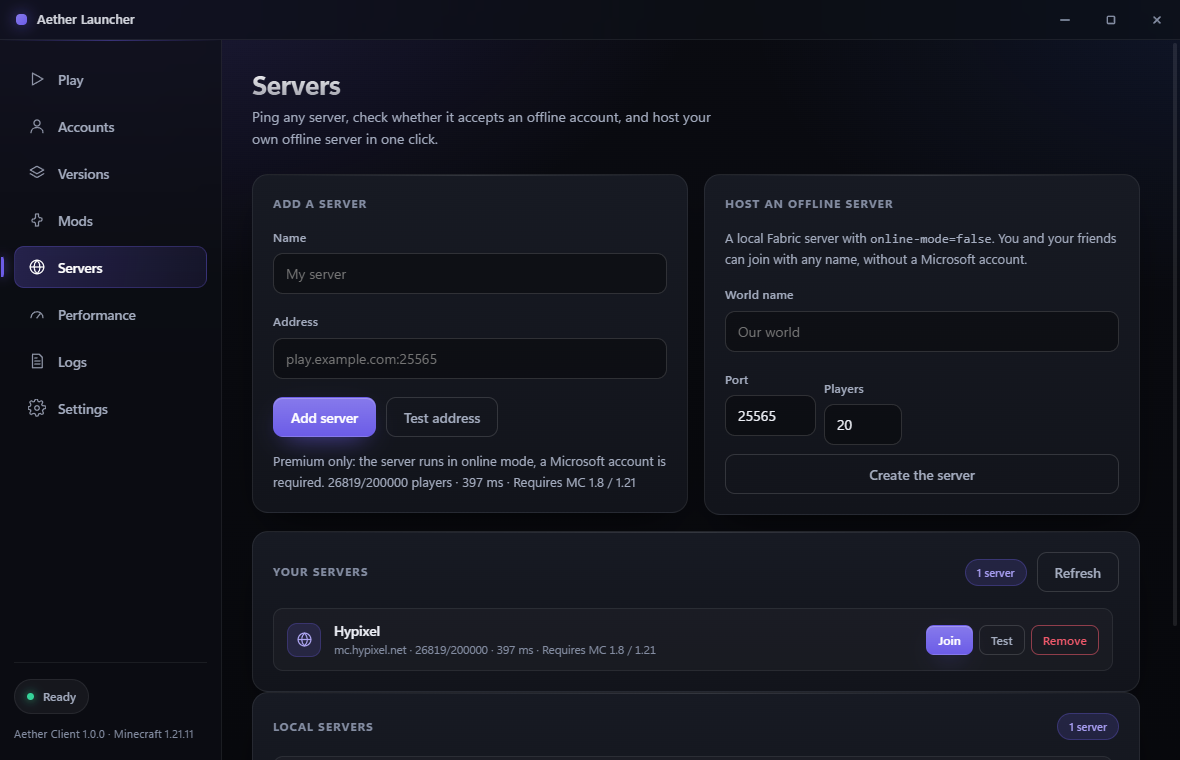 Aether Launcher
Play
Accounts
Versions
Mods
Servers
Performance
Logs
Settings
Ready
Aether Client 1.0.0 · Minecraft 1.21.11
Servers
Ping any server, check whether it accepts an offline account, and host your
own offline server in one click.
ADD A SERVER
Name
My server
Address
play.example.com:25565
Add server
Test address
Premium only: the server runs in online mode, a Microsoft account is
required. 26819/200000 players · 397 ms · Requires MC 1.8 / 1.21
HOST AN OFFLINE SERVER
A local Fabric server with online-mode=false. You and your friends
can join with any name, without a Microsoft account.
World name
Our world
Port
Players
25565
20
Create the server
YOUR SERVERS
1 server
Refresh
Hypixel
mc.hypixel.net · 26819/200000 · 397 ms · Requires MC 1.8 / 1.21
Join
Test
Remove
LOCAL SERVERS
1 server